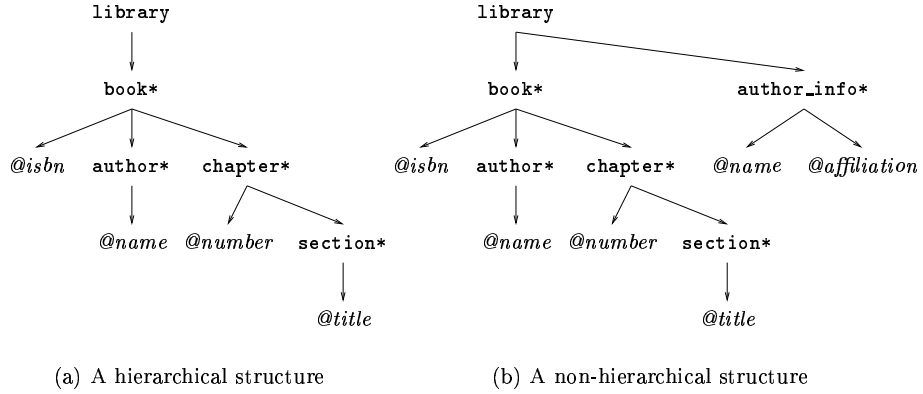 library library
book* book* author_info*
@isbn author* chapter* @isbn author* chapter* @name @affiliation
@name @number section* @name @number section*
@title @title
(a) A hierarchical structure (b) A non-hierarchical structure